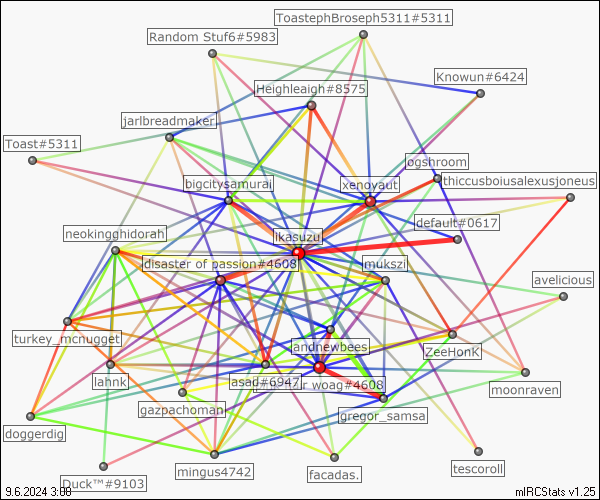 ToastephBroseph5311#5311
Random Stuf6#5983
Knowun#6424
Heighleaigh#8575
jarlbreadmaker
Toast#5311
ogshroom
bigcitysamurai
xenovaut
thiccusboiusalexusjoneus
default#0617
neokingghidorah
ikasuzu
disaster of passion#4608
mukszi
avelicious
turkey_mcnugget
andnewbees
ZeeHonK
lahnk
asad#6947
woag#4608
moonraven
gazpachoman
gregor_samsa
doggerdig
mingus4742
tescoroll
facadas.
Duck™#9103
9.6.2024 3:00
mIRCStats v1.25